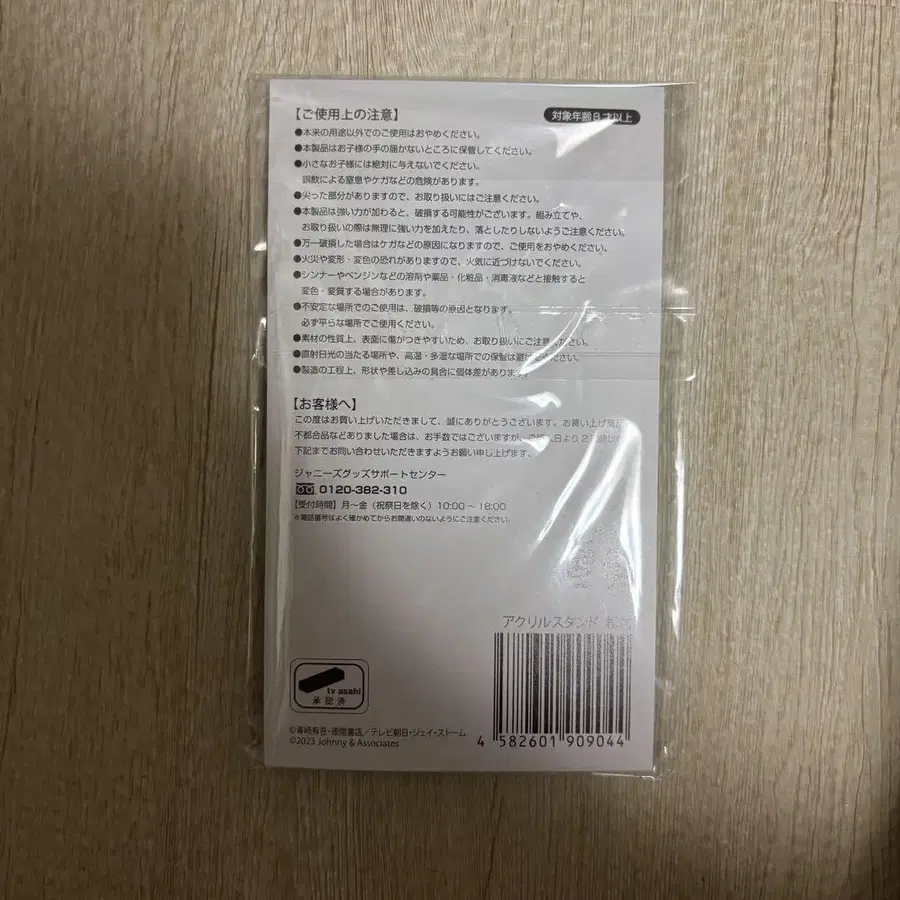 【ご使用上の注意】
対象年齢8才以上
●本来の用途以外でのご使用はおやめください。
●本製品はお子様の手の届かないところに保管してください。
●小さなお子様には絶対に与えないでください。
誤飲による窒息やケガなどの危険があります。
●尖った部分がありますので、お取り扱いにはご注意ください。
●本製品は強い力が加わると、破損する可能性がございます。組み立てや、
お取り扱いの際は無理に強い力を加えたり、落としたりしないようご注意ください。
●万一破損した場合はケガなどの原因になりますので、ご使用をおやめください。
●火災や変形・変色の恐れがありますので、火気に近づけないでください。
●シンナーやベンジンなどの溶剤や薬品・化粧品・消毒液などと接触すると
変色・変質する場合があります。
●不安定な場所でのご使用は、破損等の原因となります。
必ず平らな場所でご使用ください。
●素材の性質上、表面に傷がつきやすいため、お取り扱いにご注意ください。
●直射日光の当たる場所や、高温・多湿な場所での保管は避けてください。
●製造の工程上、形状や差し込みの具合に個体差があります。
【お客様へ】
この度はお買い上げいただきまして、誠にありがとうございます。お買い上げ商品
不都合品などありました場合は、お手数ではございますが、日より2
下記までお問い合わせいただきますようお願い申し上げます。
ジャニーズグッズサポートセンター
0120-382-310
【受付時間】月～金（祝祭日を除く）10:00～18:00
※電話番号はよく確かめてからお間違いのないようにご注意ください。
アクリルスタンド
tv asahi
承認済
©青崎有吾・徳間書店／テレビ朝日・ジェイ・ストーム
©2023 Johnny & Associates
4 582601 909044